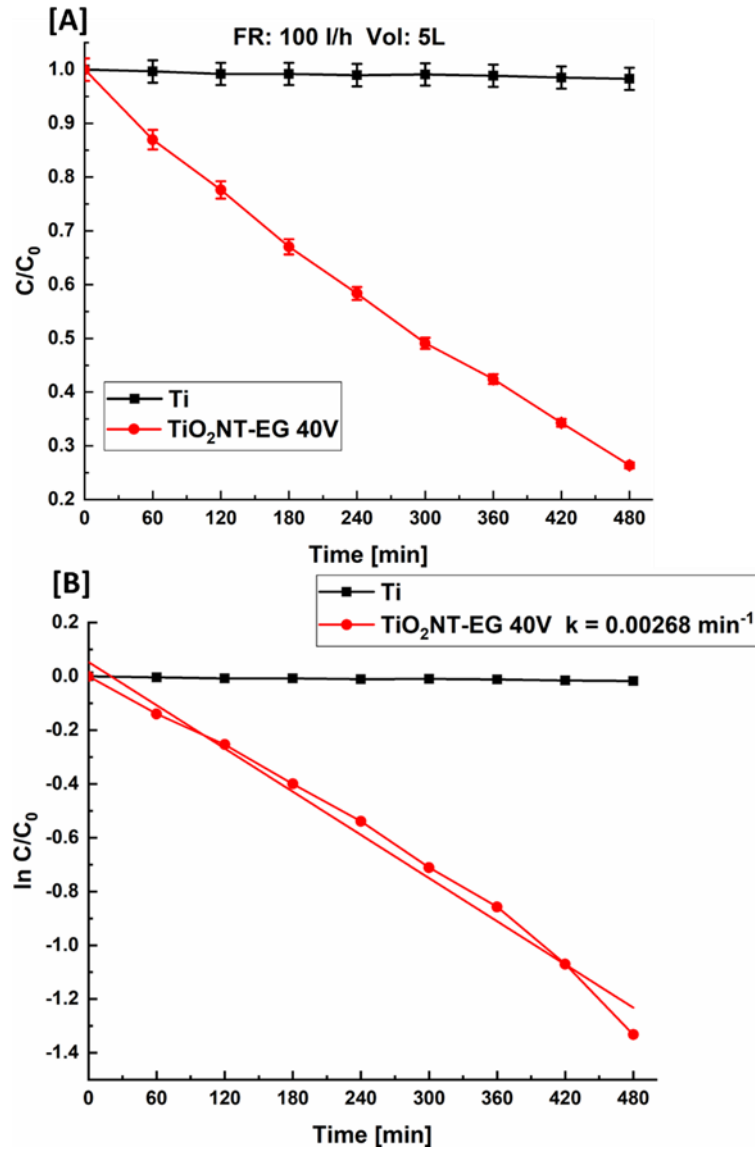 [A]
FR: 100 l/h Vol: 5L
1.0
0.9
0.8
0.7
0.6
0.5
0.4
0.3
0.2
C/C₀
Ti
TiO₂NT-EG 40V
0 60 120 180 240 300 360 420 480
Time [min]
[B]
Ti
TiO₂NT-EG 40V k = 0.00268 min⁻¹
0.2
0.0
-0.2
-0.4
-0.6
-0.8
-1.0
-1.2
-1.4
ln C/C₀
0 60 120 180 240 300 360 420 480
Time [min]